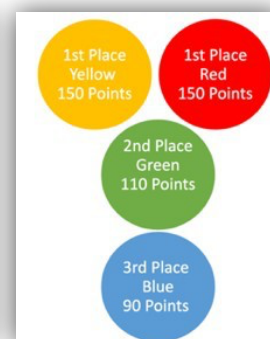 1st Place
Yellow
150 Points
1st Place
Red
150 Points
2nd Place
Green
110 Points
3rd Place
Blue
90 Points